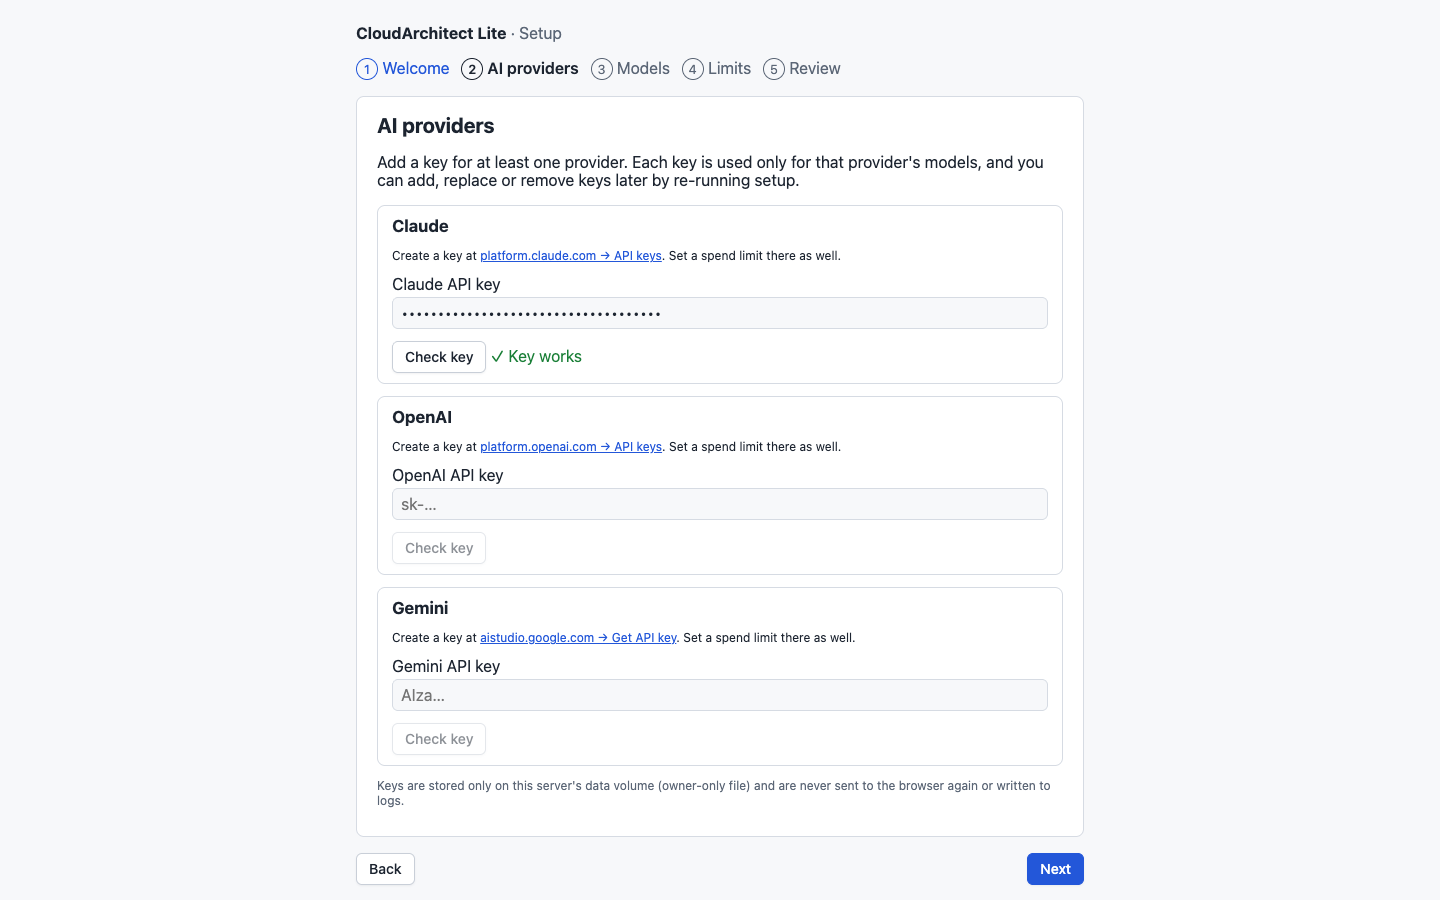 CloudArchitect Lite · Setup
1 Welcome 2 AI providers 3 Models 4 Limits 5 Review
AI providers
Add a key for at least one provider. Each key is used only for that provider's models, and you
can add, replace or remove keys later by re-running setup.
Claude
Create a key at platform.claude.com → API keys. Set a spend limit there as well.
Claude API key
••••••••••••••••••••••••••••••••••••
Check key ✓ Key works
OpenAI
Create a key at platform.openai.com → API keys. Set a spend limit there as well.
OpenAI API key
sk-...
Check key
Gemini
Create a key at aistudio.google.com → Get API key. Set a spend limit there as well.
Gemini API key
AIza...
Check key
Keys are stored only on this server's data volume (owner-only file) and are never sent to the browser again or written to
logs.
Back Next